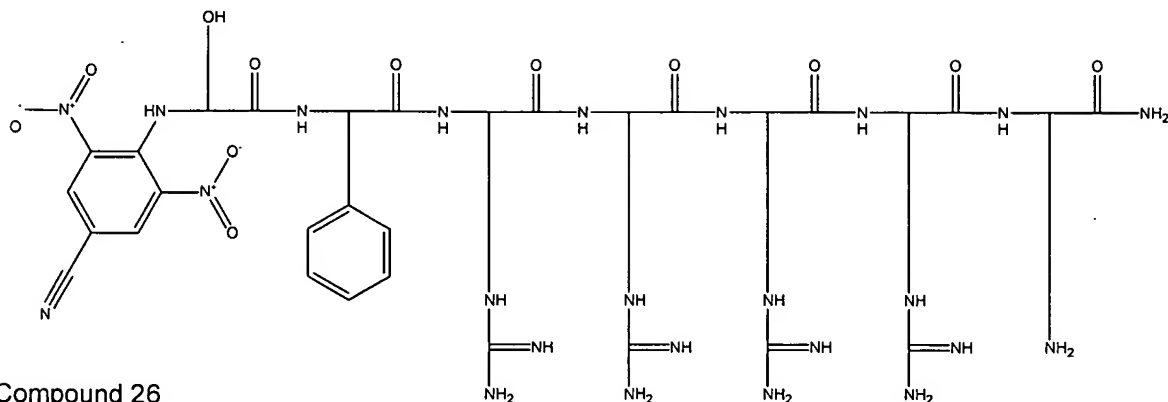 OH
O O O O O O O
O
N+ HN N H N H N H N H N H N H NH2
- O
O- N+
O
N
NH NH NH NH
NH NH NH NH NH2
NH2 NH2 NH2 NH2
Compound 26